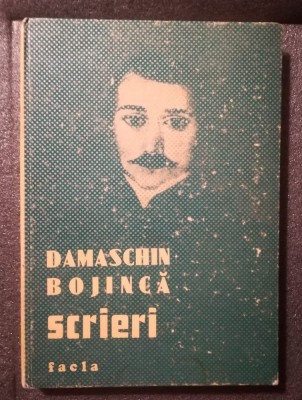 DAMASCHIN
BOJINCĂ
scrieri
facla